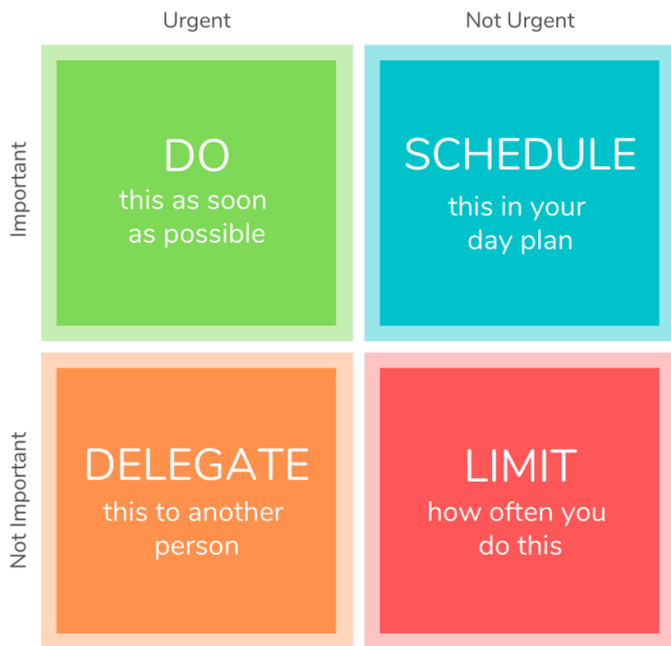 Urgent
Not Urgent
Important
DO
this as soon
as possible
SCHEDULE
this in your
day plan
Not Important
DELEGATE
this to another
person
LIMIT
how often you
do this